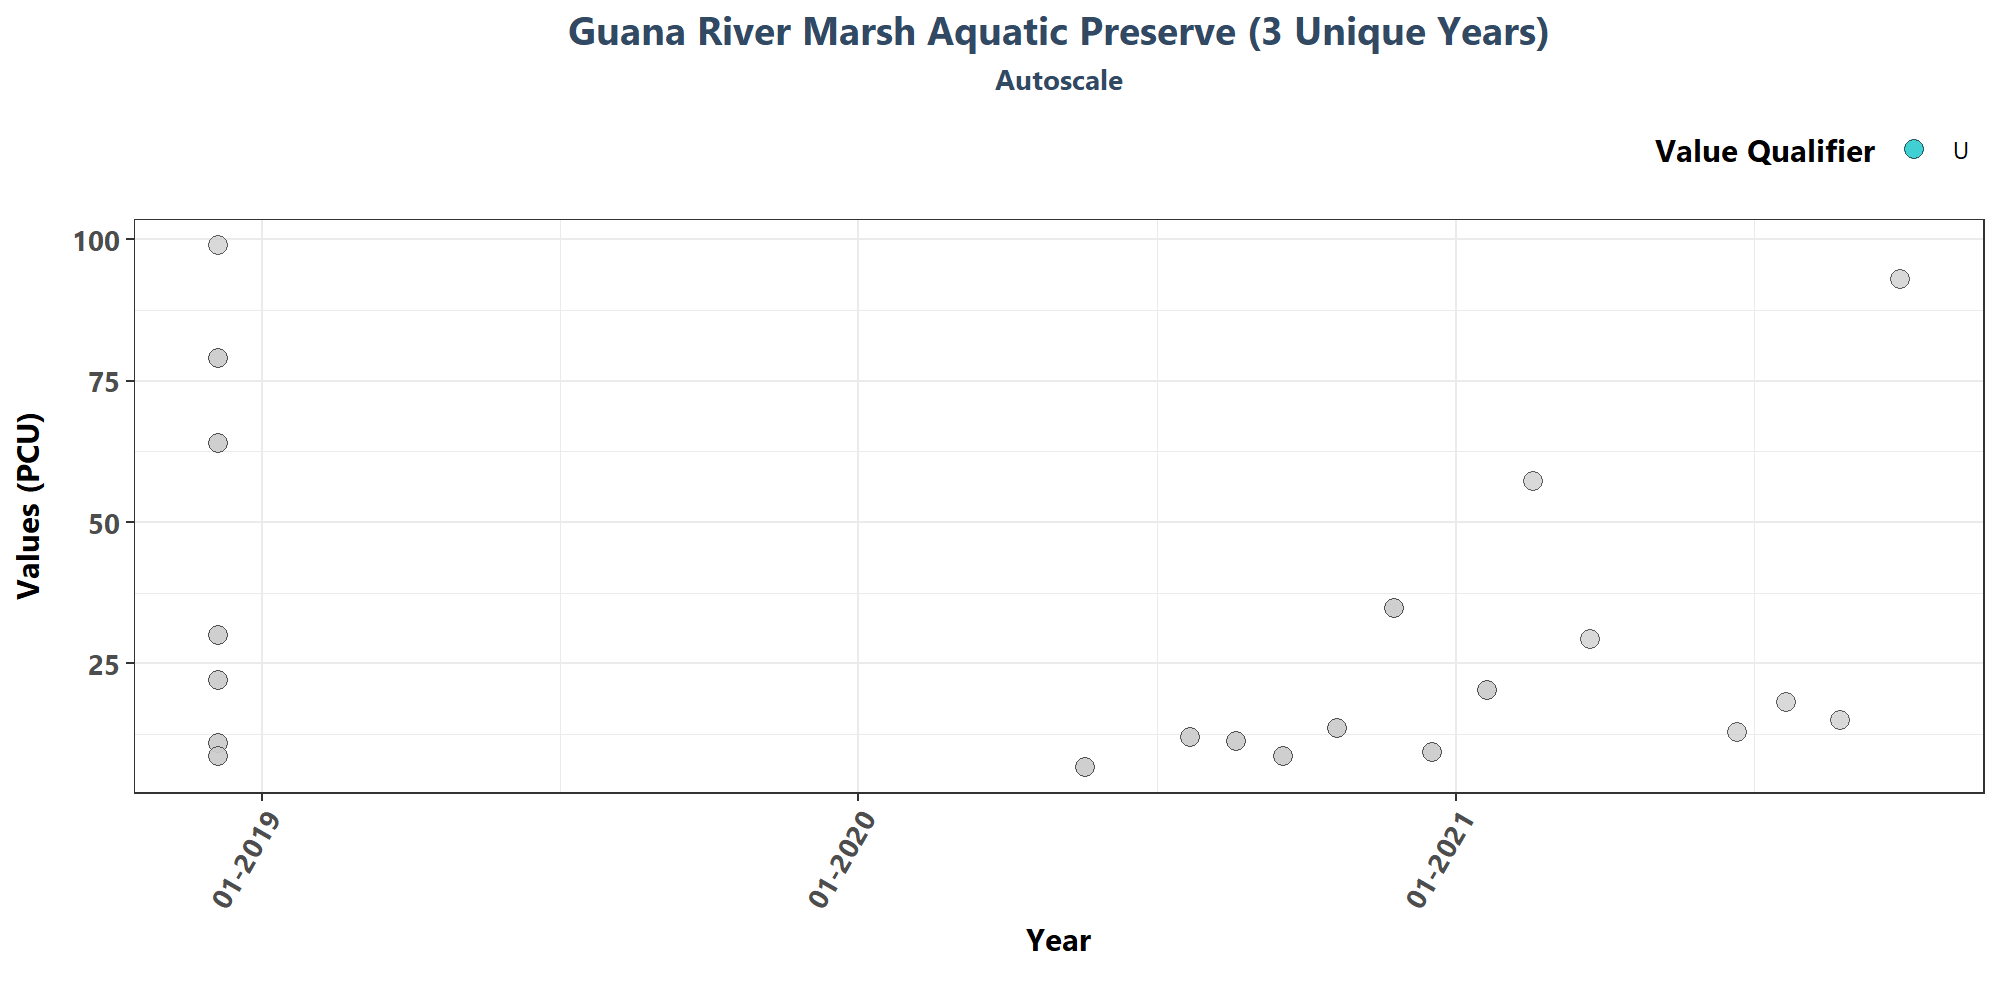 Guana River Marsh Aquatic Preserve (3 Unique Years)
Autoscale
Value Qualifier U
Values (PCU)
100
75
50
25
01-2019
01-2020
01-2021
Year